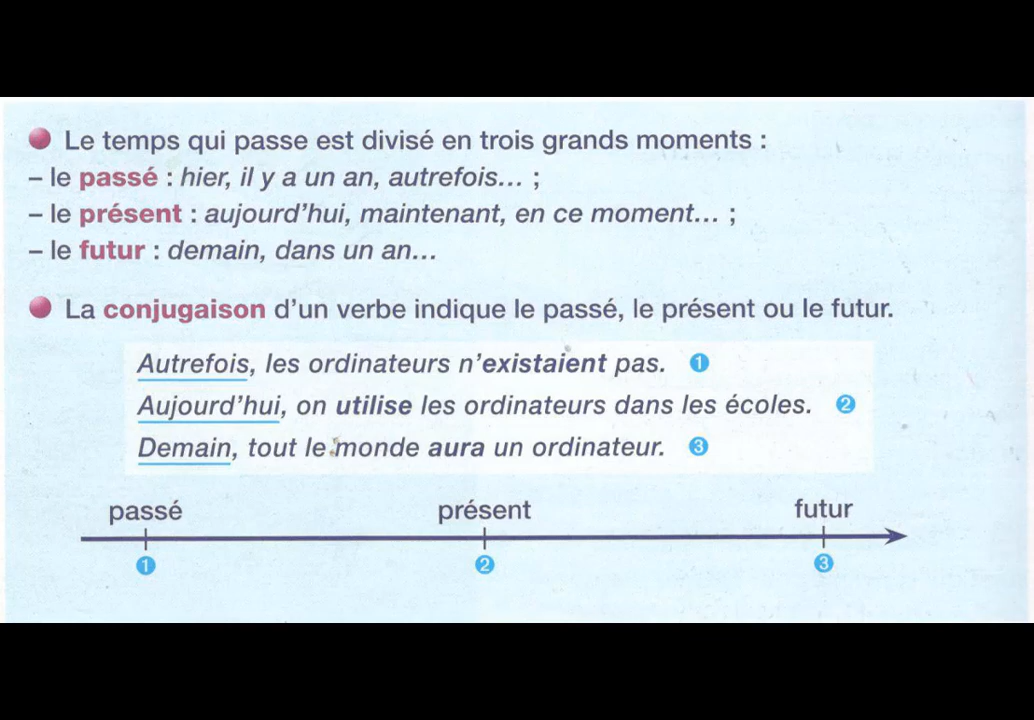 Le temps qui passe est divisé en trois grands moments :
– le passé : hier, il y a un an, autrefois... ;
– le présent : aujourd'hui, maintenant, en ce moment... ;
– le futur : demain, dans un an...
La conjugaison d'un verbe indique le passé, le présent ou le futur.
Autrefois, les ordinateurs n'existaient pas. 1
Aujourd'hui, on utilise les ordinateurs dans les écoles. 2
Demain, tout le monde aura un ordinateur. 3
passé présent futur
1 2 3